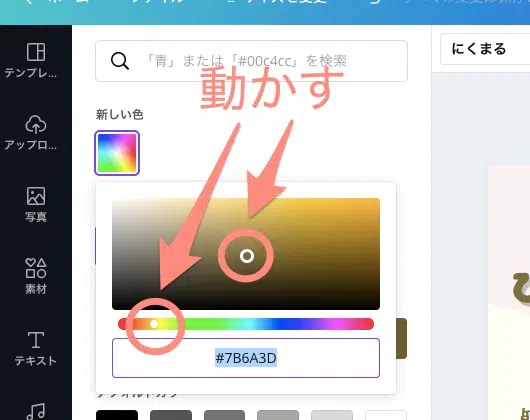 テンプレ...
「青」または「#00c4cc」を検索
にくまる
動かす
新しい色
アップロ...
写真
素材
#7B6A3D
テキスト